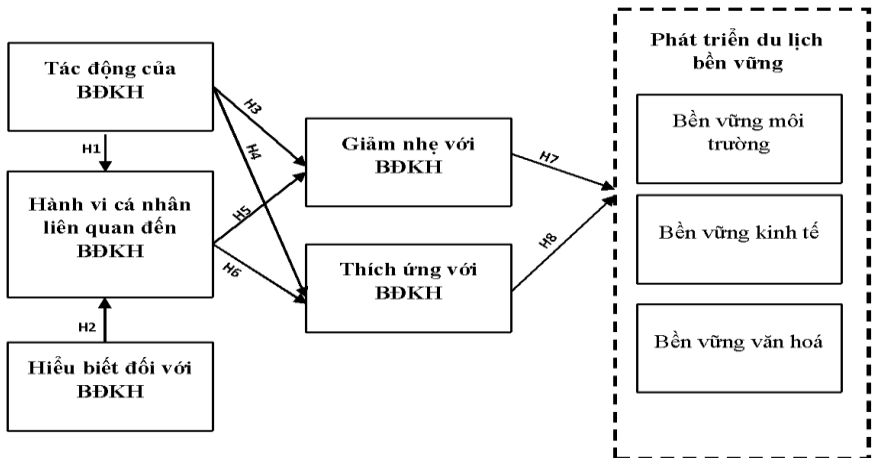 Tác động của
BĐKH
H1
Hành vi cá nhân
liên quan đến
BĐKH
H2
Hiểu biết đối với
BĐKH
H3
H4
H5
H6
Giảm nhẹ với
BĐKH
Thích ứng với
BĐKH
H7
H8
Phát triển du lịch
bền vững
Bền vững môi
trường
Bền vững kinh tế
Bền vững văn hoá